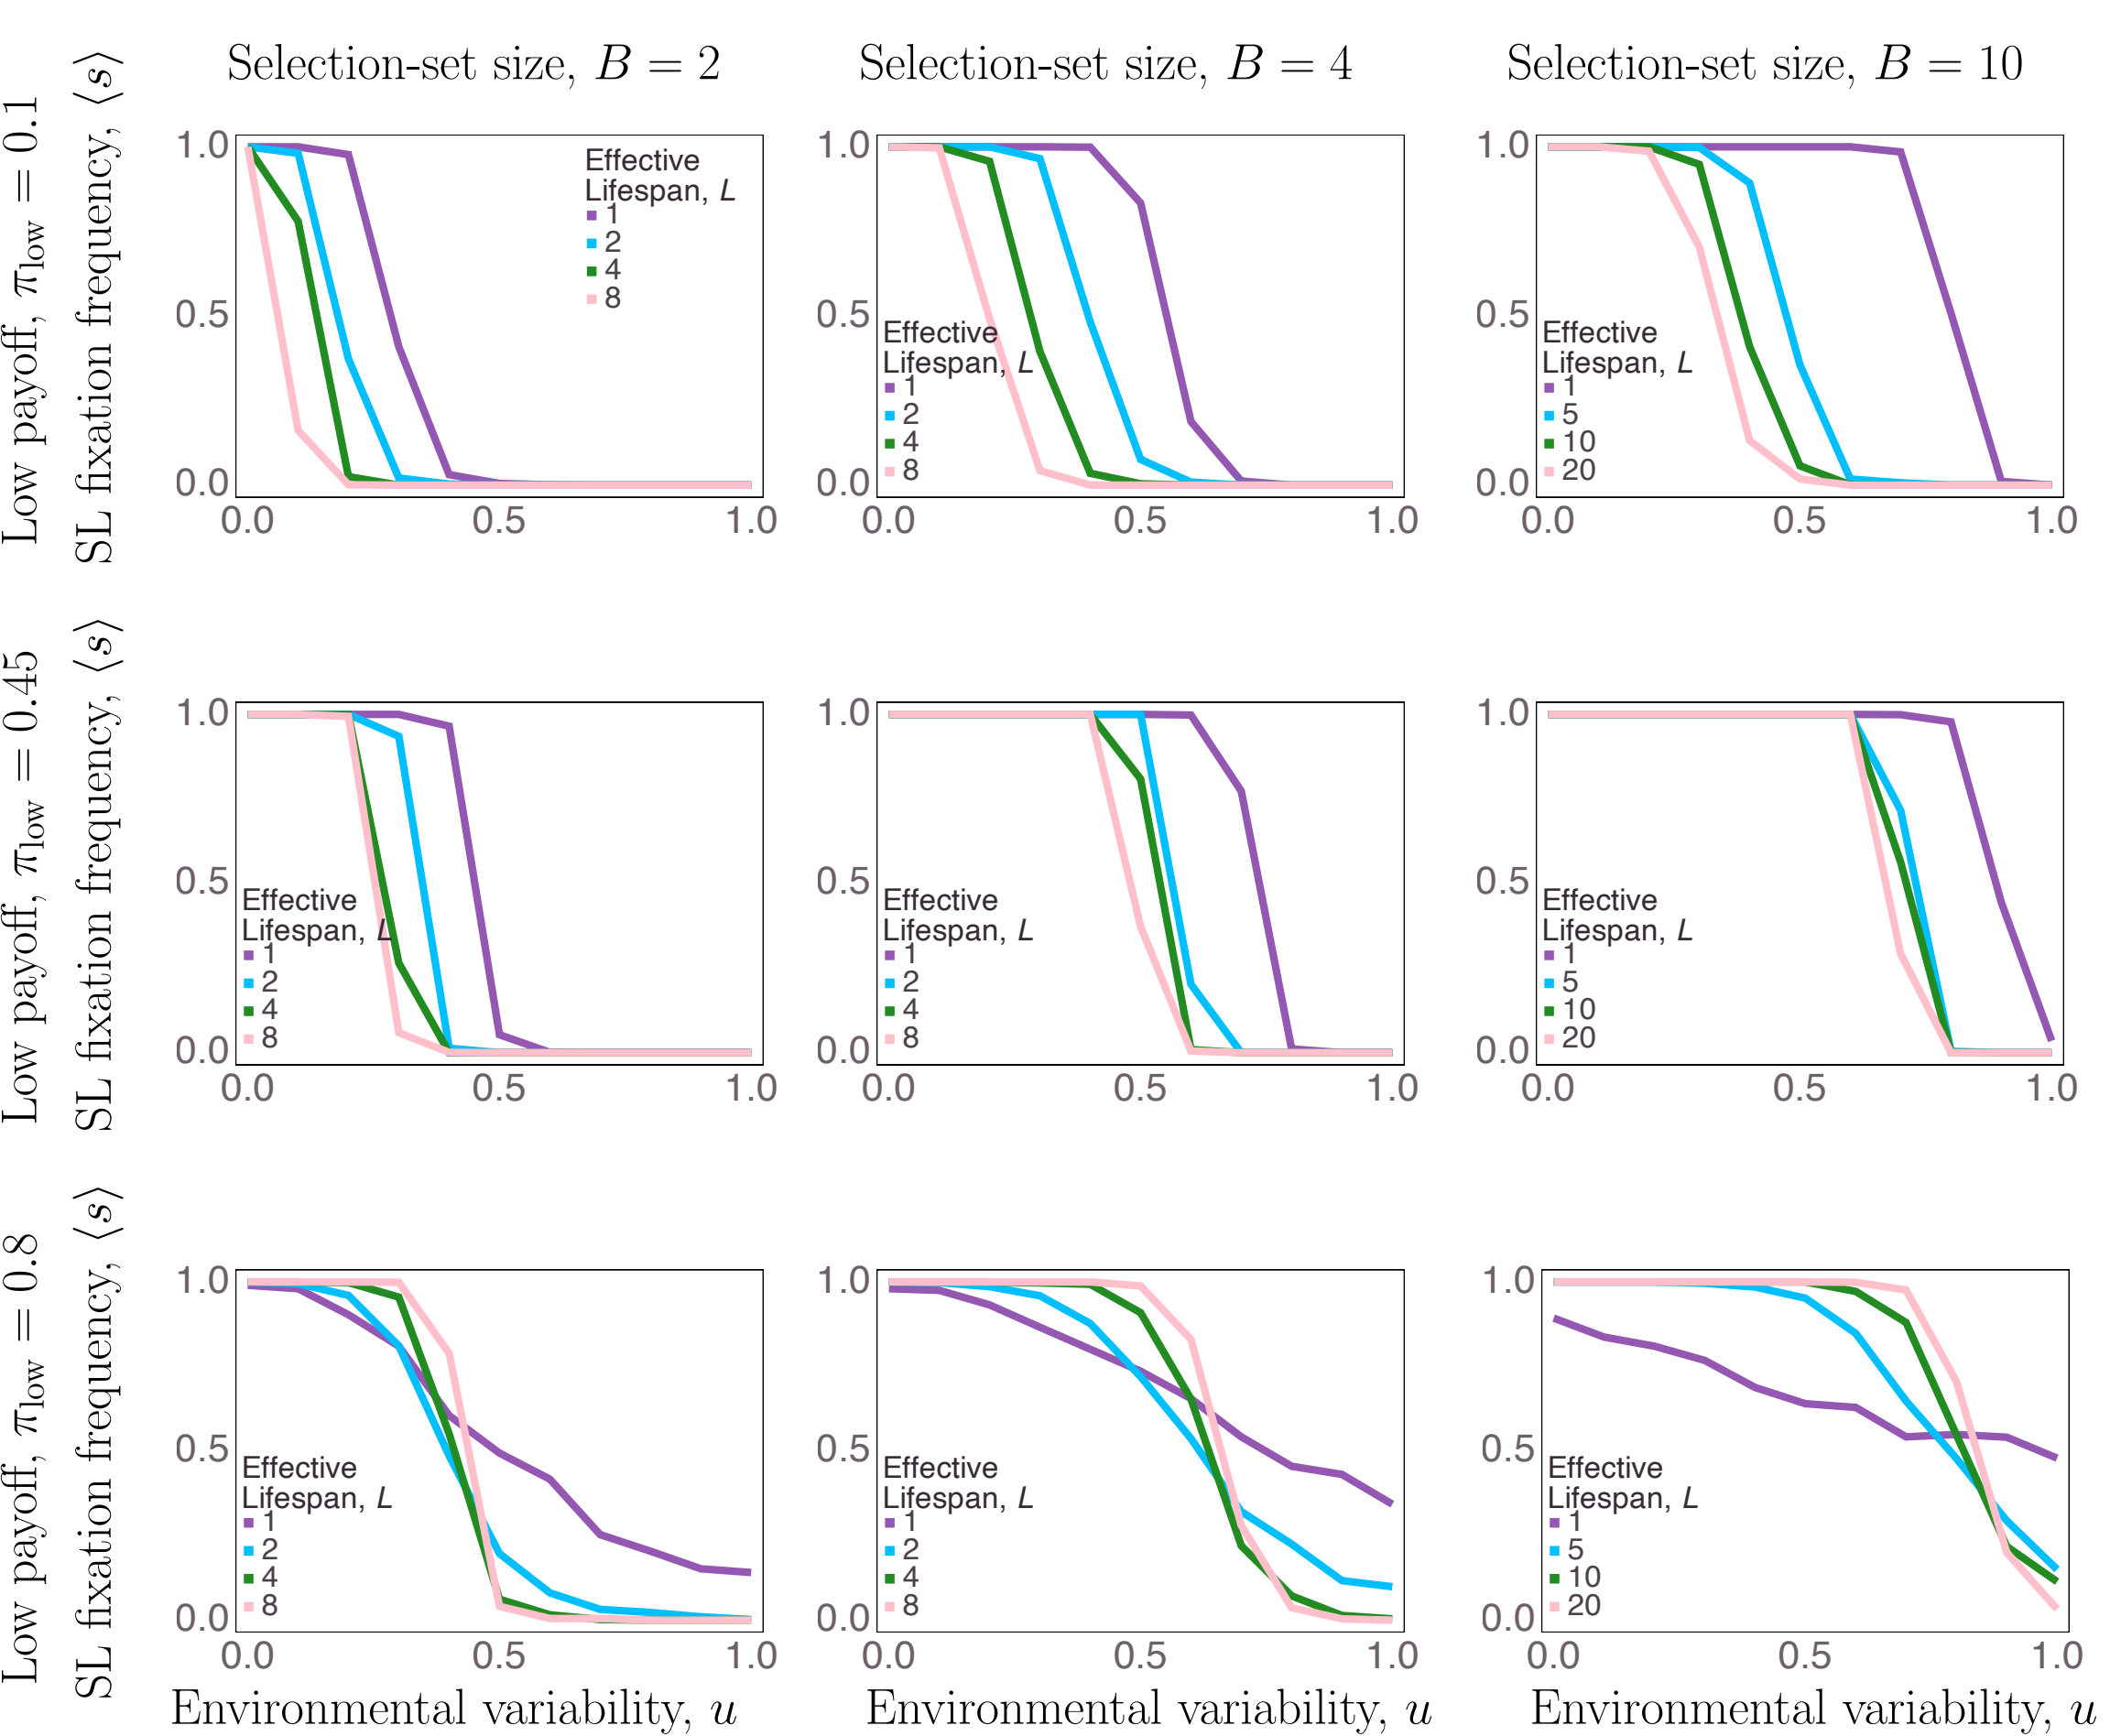 Selection-set size, B = 2
Selection-set size, B = 4
Selection-set size, B = 10
Low payoff, π_low = 0.1
SL fixation frequency, ⟨s⟩
1.0
0.5
0.0
0.0 0.5 1.0
Effective
Lifespan, L
1
2
4
8
1.0
0.5
0.0
0.0 0.5 1.0
Effective
Lifespan, L
1
2
4
8
1.0
0.5
0.0
0.0 0.5 1.0
Effective
Lifespan, L
1
5
10
20
Low payoff, π_low = 0.45
SL fixation frequency, ⟨s⟩
1.0
0.5
0.0
0.0 0.5 1.0
Effective
Lifespan, L
1
2
4
8
1.0
0.5
0.0
0.0 0.5 1.0
Effective
Lifespan, L
1
2
4
8
1.0
0.5
0.0
0.0 0.5 1.0
Effective
Lifespan, L
1
5
10
20
Low payoff, π_low = 0.8
SL fixation frequency, ⟨s⟩
1.0
0.5
0.0
0.0 0.5 1.0
Effective
Lifespan, L
1
2
4
8
Environmental variability, u
1.0
0.5
0.0
0.0 0.5 1.0
Effective
Lifespan, L
1
2
4
8
Environmental variability, u
1.0
0.5
0.0
0.0 0.5 1.0
Effective
Lifespan, L
1
5
10
20
Environmental variability, u